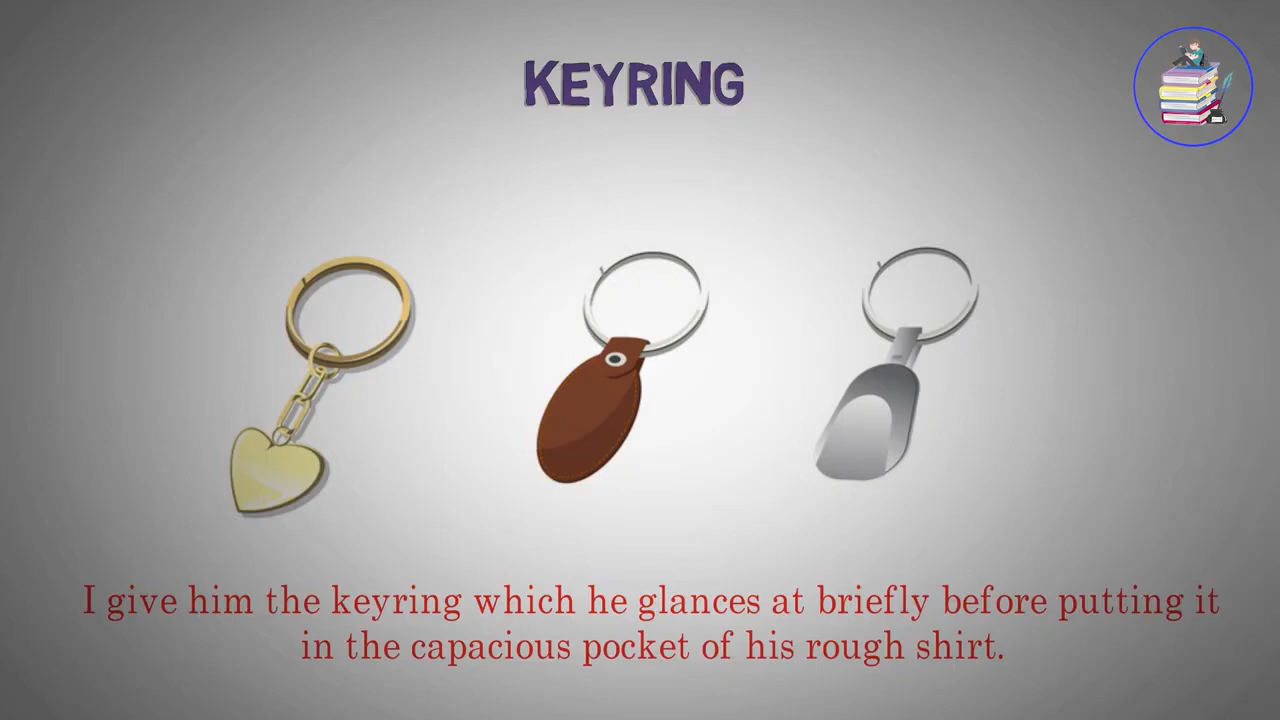 KEYRING
I give him the keyring which he glances at briefly before putting it
in the capacious pocket of his rough shirt.